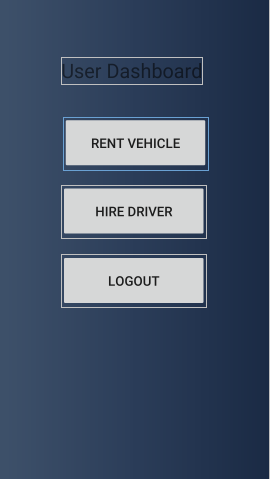 User Dashboard
RENT VEHICLE
HIRE DRIVER
LOGOUT